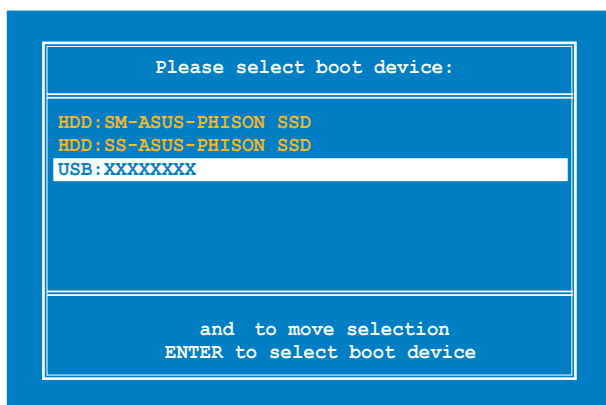 Please select boot device:
HDD:SM-ASUS-PHISON SSD
HDD:SS-ASUS-PHISON SSD
USB:XXXXXXXX
and to move selection
ENTER to select boot device